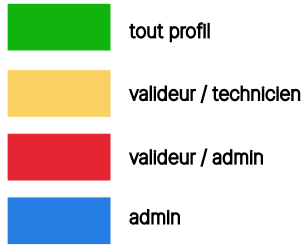 tout profil
valideur / technicien
valideur / admin
admin